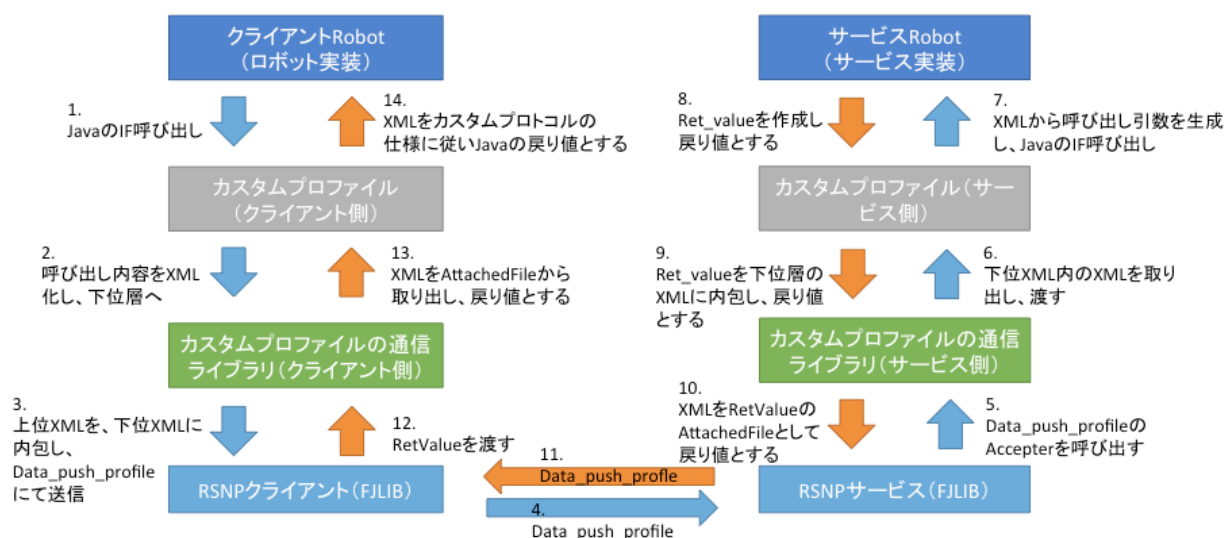 クライアントRobot
（ロボット実装）
サービスRobot
（サービス実装）
1.
JavaのIF呼び出し
14.
XMLをカスタムプロトコルの
仕様に従いJavaの戻り値とする
8.
Ret_valueを作成し
戻り値とする
7.
XMLから呼び出し引数を生成
し、JavaのIF呼び出し
カスタムプロファイル
（クライアント側）
カスタムプロファイル（サー
ビス側）
2.
呼び出し内容をXML
化し、下位層へ
13.
XMLをAttachedFileから
取り出し、戻り値とする
9.
Ret_valueを下位層の
XMLに内包し、戻り値
とする
6.
下位XML内のXMLを取り
出し、渡す
カスタムプロファイルの通信
ライブラリ（クライアント側）
カスタムプロファイルの通信
ライブラリ（サービス側）
3.
上位XMLを、下位XMLに
内包し、
Data_push_profile
にて送信
12.
RetValueを渡す
10.
XMLをRetValueの
AttachedFileとして
戻り値とする
5.
Data_push_profileの
Accepterを呼び出す
11.
Data_push_profle
RSNPクライアント（FJLIB）
RSNPサービス（FJLIB）
4.
Data_push_profile